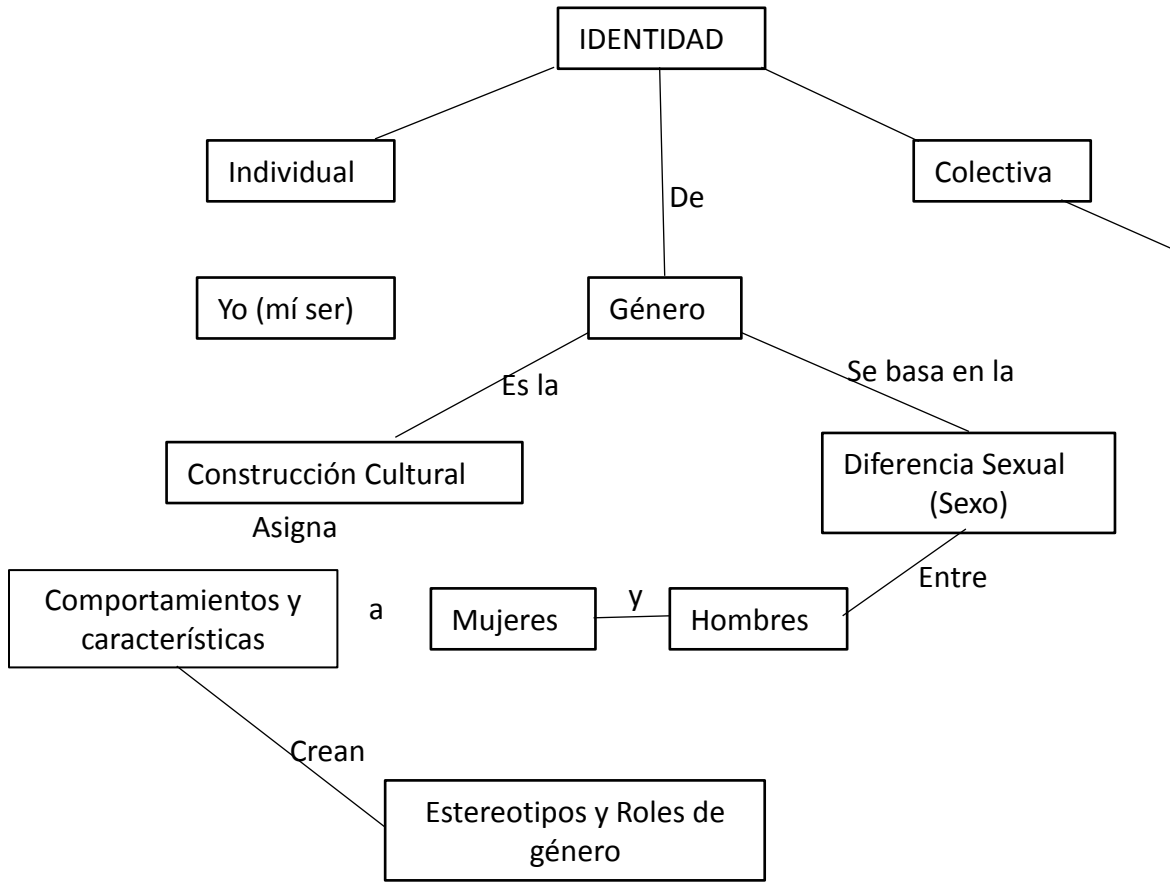 IDENTIDAD
Individual
Colectiva
De
Yo (mí ser)
Género
Es la
Se basa en la
Construcción Cultural
Diferencia Sexual
(Sexo)
Asigna
Comportamientos y
características
a
Mujeres
y
Hombres
Entre
Crean
Estereotipos y Roles de
género